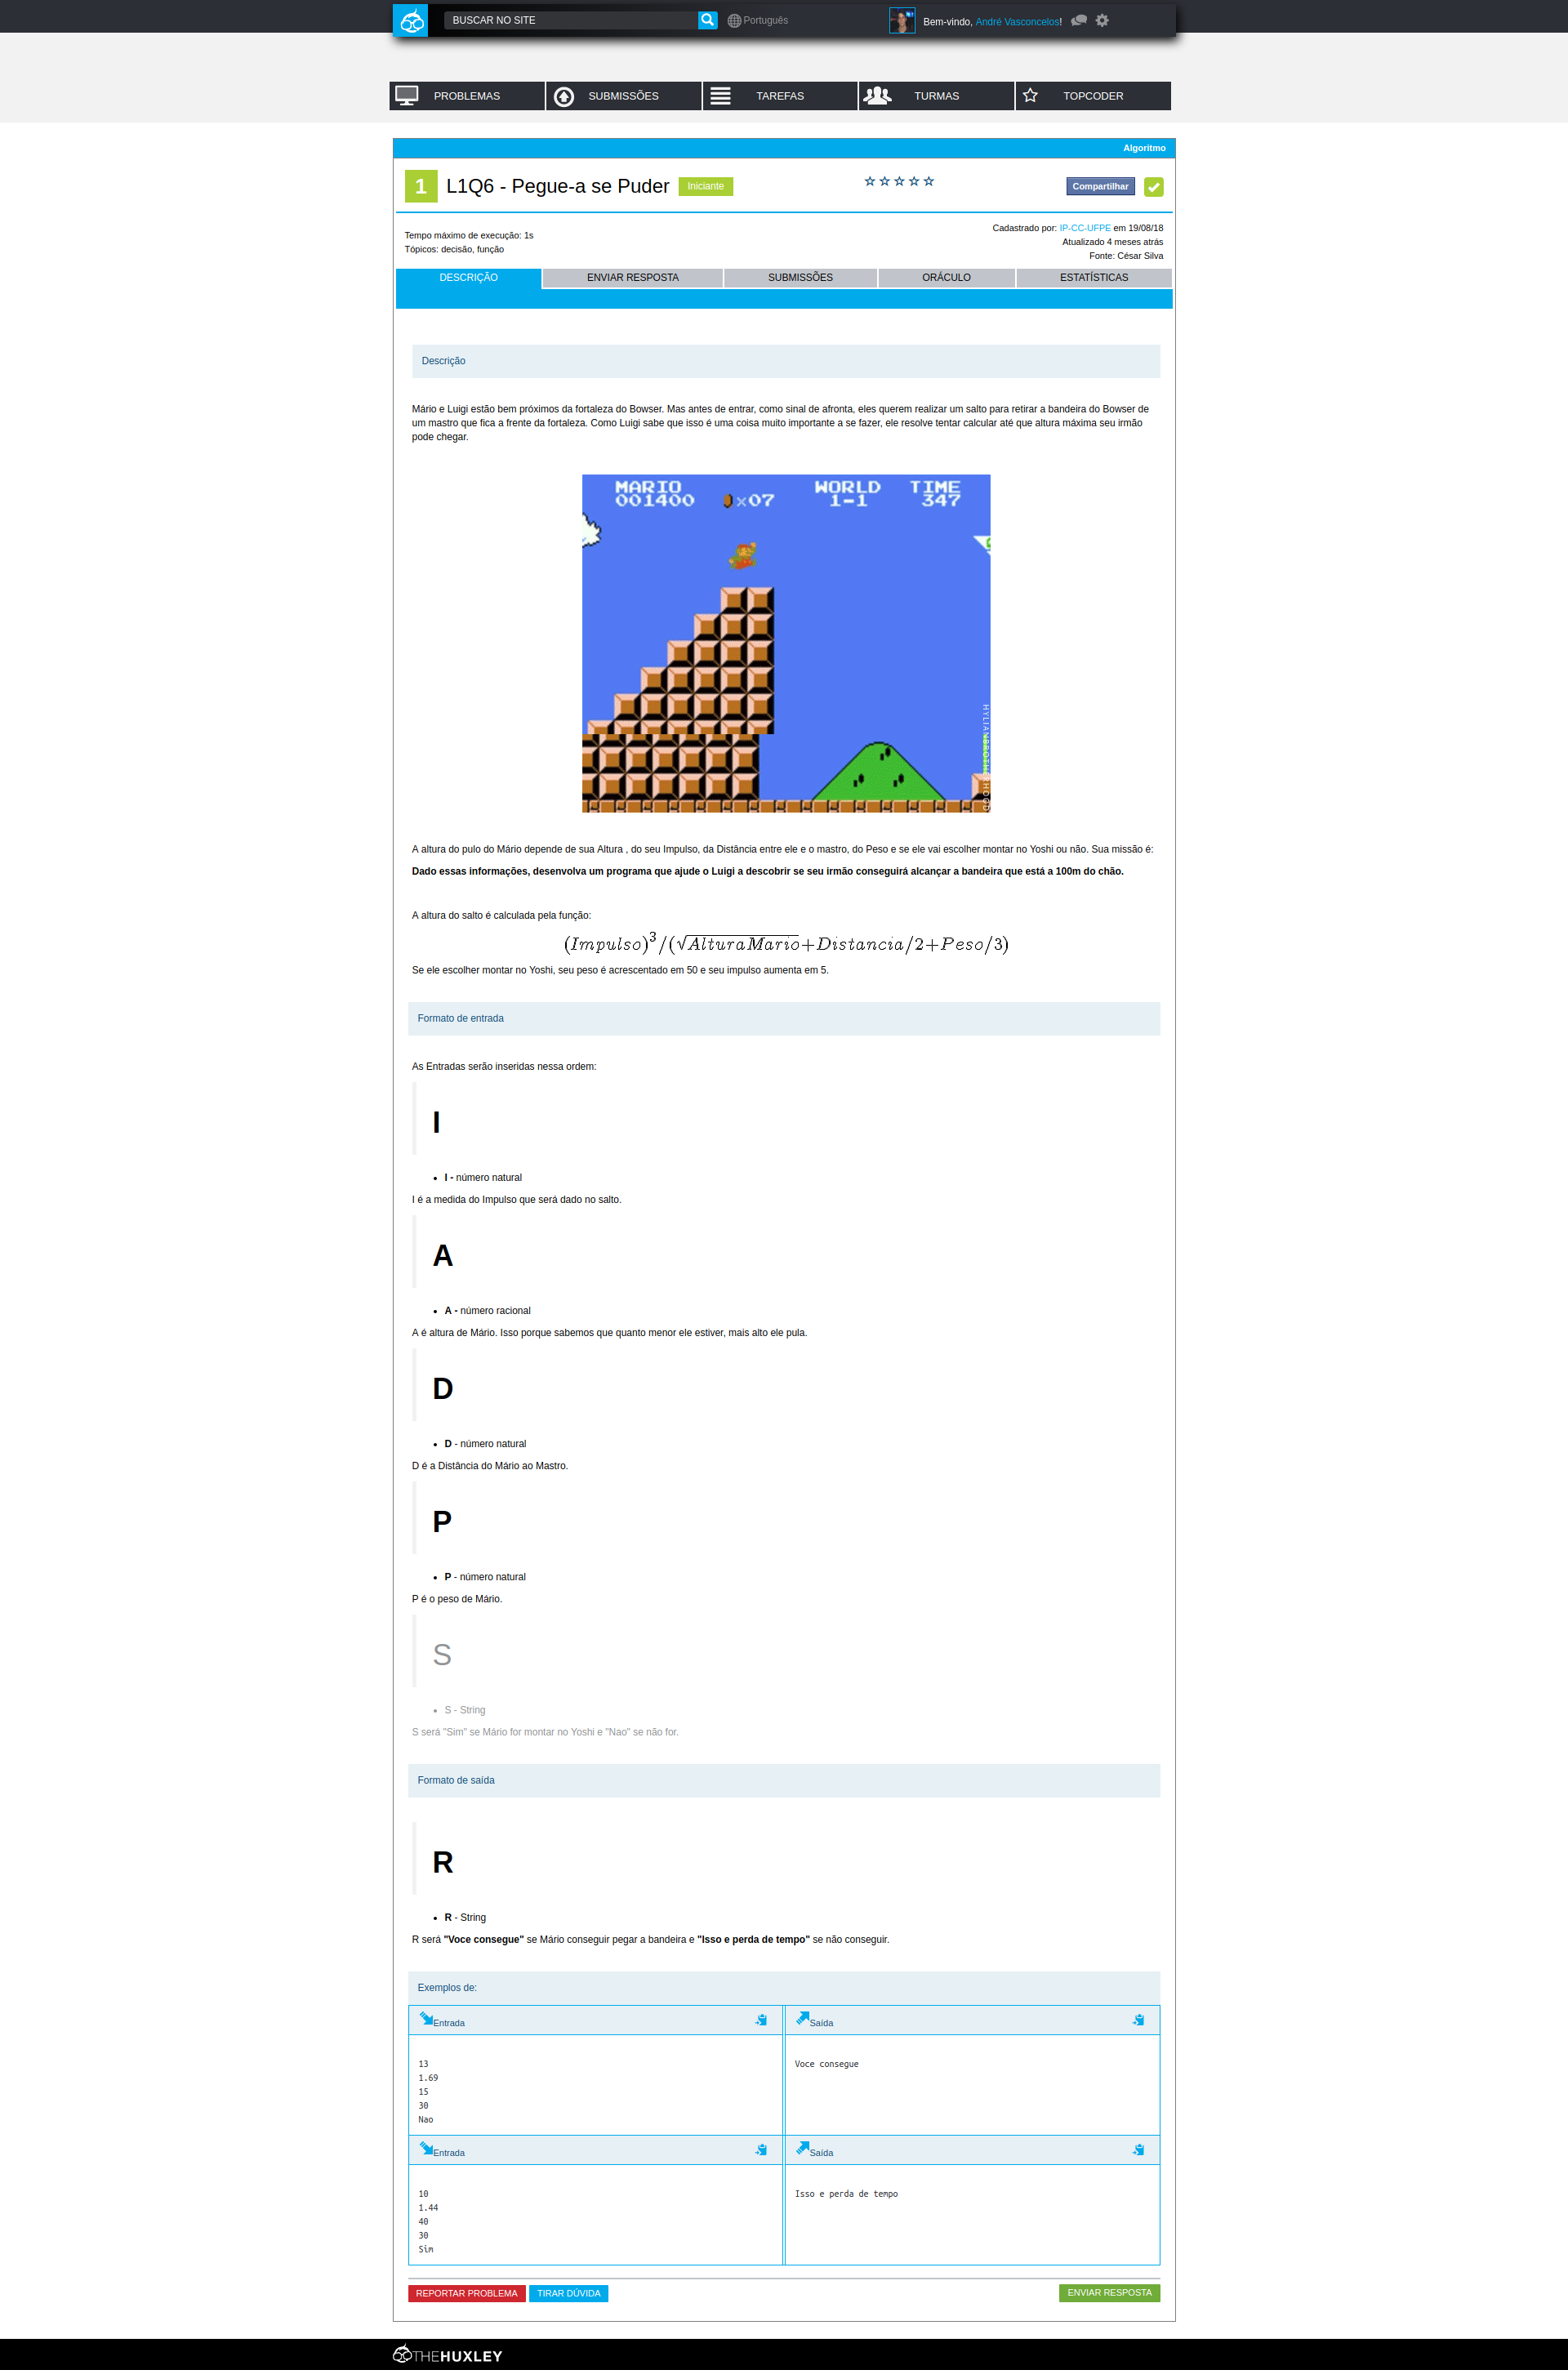 BUSCAR NO SITE
Português
Bem-vindo, André Vasconcelos!
PROBLEMAS
SUBMISSÕES
TAREFAS
TURMAS
TOPCODER
Algoritmo
1
L1Q6 - Pegue-a se Puder
Iniciante
Compartilhar
Tempo máximo de execução: 1s
Tópicos: decisão, função
Cadastrado por: IP-CC-UFPE em 19/08/18
Atualizado 4 meses atrás
Fonte: César Silva
DESCRIÇÃO
ENVIAR RESPOSTA
SUBMISSÕES
ORÁCULO
ESTATÍSTICAS
Descrição
Mário e Luigi estão bem próximos da fortaleza do Bowser. Mas antes de entrar, como sinal de afronta, eles querem realizar um salto para retirar a bandeira do Bowser de
um mastro que fica a frente da fortaleza. Como Luigi sabe que isso é uma coisa muito importante a se fazer, ele resolve tentar calcular até que altura máxima seu irmão
pode chegar.
MARIO WORLD TIME
001400 ×07 1-1 347
HYLIANBROTHERHOOD
A altura do pulo do Mário depende de sua Altura , do seu Impulso, da Distância entre ele e o mastro, do Peso e se ele vai escolher montar no Yoshi ou não. Sua missão é:
Dado essas informações, desenvolva um programa que ajude o Luigi a descobrir se seu irmão conseguirá alcançar a bandeira que está a 100m do chão.
A altura do salto é calculada pela função:
(Impulso)³/(√AlturaMario+Distancia/2+Peso/3)
Se ele escolher montar no Yoshi, seu peso é acrescentado em 50 e seu impulso aumenta em 5.
Formato de entrada
As Entradas serão inseridas nessa ordem:
I
• I - número natural
I é a medida do Impulso que será dado no salto.
A
• A - número racional
A é altura de Mário. Isso porque sabemos que quanto menor ele estiver, mais alto ele pula.
D
• D - número natural
D é a Distância do Mário ao Mastro.
P
• P - número natural
P é o peso de Mário.
S
• S - String
S será "Sim" se Mário for montar no Yoshi e "Nao" se não for.
Formato de saída
R
• R - String
R será "Voce consegue" se Mário conseguir pegar a bandeira e "Isso e perda de tempo" se não conseguir.
Exemplos de:
Entrada
Saída
13
1.69
15
30
Nao
Voce consegue
Entrada
Saída
10
1.44
40
30
Sim
Isso e perda de tempo
REPORTAR PROBLEMA
TIRAR DÚVIDA
ENVIAR RESPOSTA
THEHUXLEY